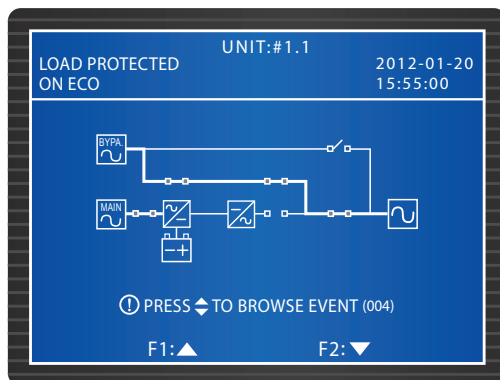 UNIT:#1.1
LOAD PROTECTED
ON ECO
2012-01-20
15:55:00
BYPA.
MAIN
PRESS TO BROWSE EVENT (004)
F1: F2: